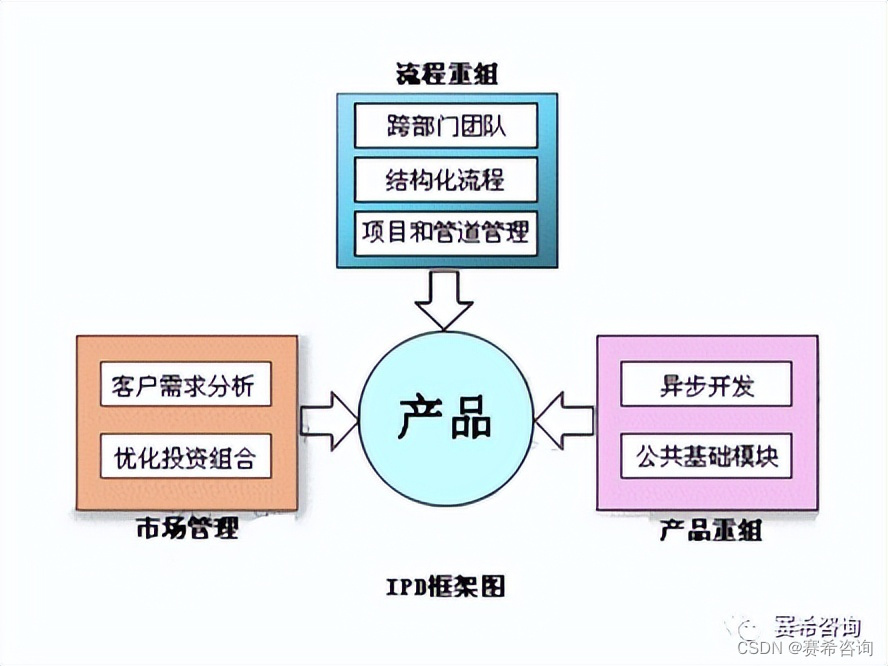 流程重组
跨部门团队
结构化流程
项目和管道管理
客户需求分析
优化投资组合
市场管理
产品
异步开发
公共基础模块
产品重组
IPD框架图
赛希咨询
CSDN @赛希咨询